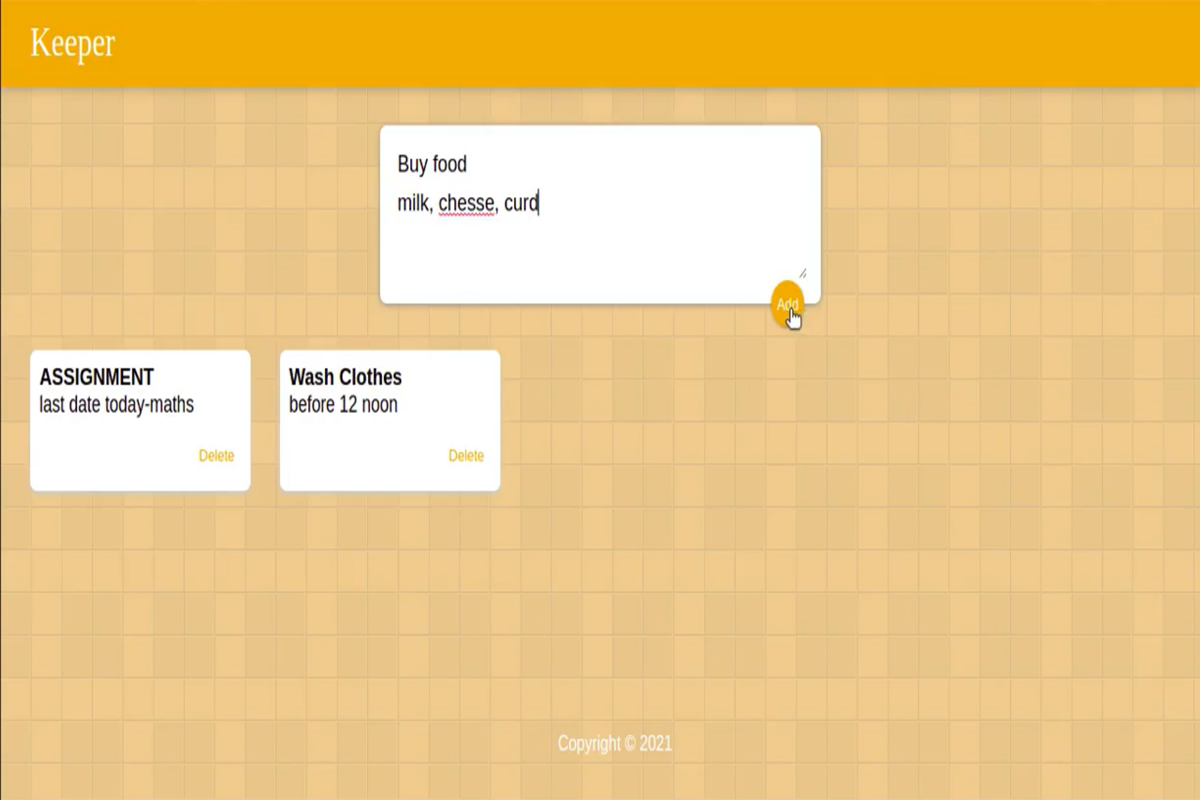 Keeper
Buy food
milk, chesse, curd
Add
ASSIGNMENT
last date today-maths
Delete
Wash Clothes
before 12 noon
Delete
Copyright © 2021